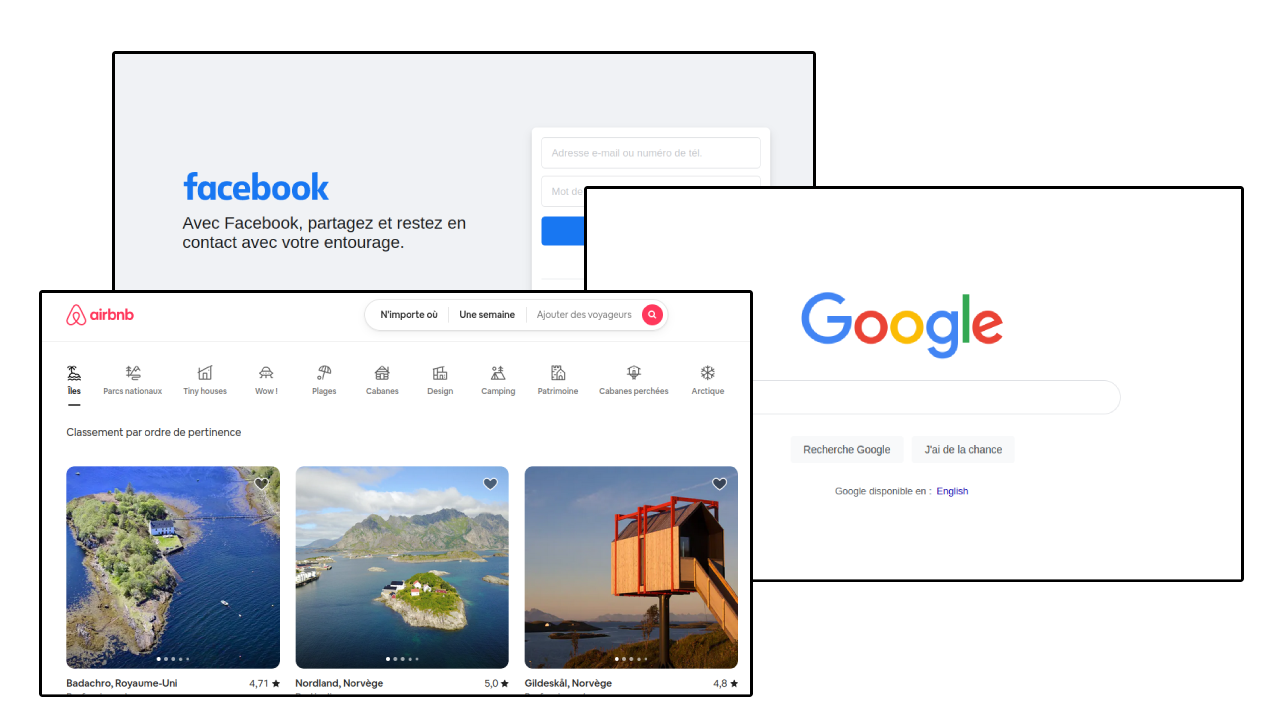 facebook
Avec Facebook, partagez et restez en
contact avec votre entourage.
Adresse e-mail ou numéro de tél.
Mot de
airbnb
N'importe où Une semaine Ajouter des voyageurs
Îles Parcs nationaux Tiny houses Wow ! Plages Cabanes Design Camping Patrimoine Cabanes perchées Arctique
Classement par ordre de pertinence
Badachro, Royaume-Uni 4,71 Nordland, Norvège 5,0 Gildeskål, Norvège 4,8
Google
Recherche Google J'ai de la chance
Google disponible en : English